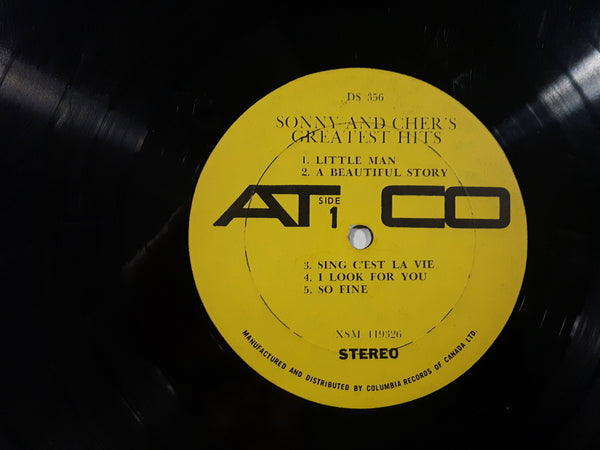 DS 356
SONNY AND CHER'S
GREATEST HITS
1. LITTLE MAN
2. A BEAUTIFUL STORY
ATCO
SIDE
1
3. SING C'EST LA VIE
4. I LOOK FOR YOU
5. SO FINE
XSM 119326
STEREO
MANUFACTURED AND DISTRIBUTED BY COLUMBIA RECORDS OF CANADA LTD.